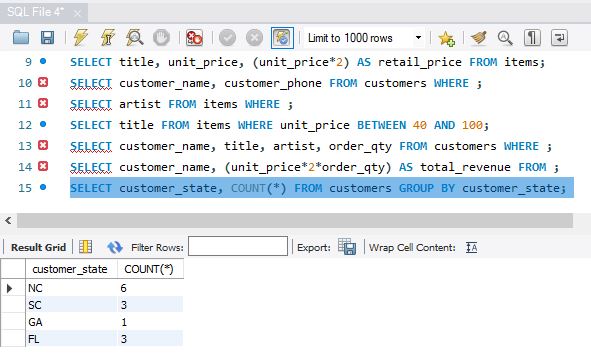 SQL File 4*
Limit to 1000 rows
9 SELECT title, unit_price, (unit_price*2) AS retail_price FROM items;
10 SELECT customer_name, customer_phone FROM customers WHERE ;
11 SELECT artist FROM items WHERE ;
12 SELECT title FROM items WHERE unit_price BETWEEN 40 AND 100;
13 SELECT customer_name, title, artist, order_qty FROM customers WHERE ;
14 SELECT customer_name, (unit_price*2*order_qty) AS total_revenue FROM ;
15 SELECT customer_state, COUNT(*) FROM customers GROUP BY customer_state;
Result Grid Filter Rows: Export: Wrap Cell Content:
customer_state COUNT(*)
NC 6
SC 3
GA 1
FL 3